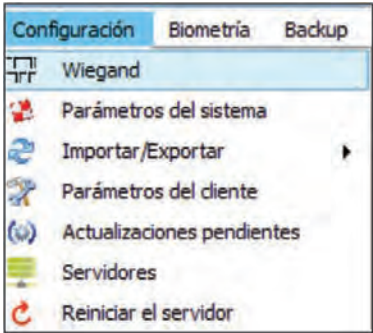 Configuración Biometría Backup
Wiegand
Parámetros del sistema
Importar/Exportar
Parámetros del cliente
Actualizaciones pendientes
Servidores
Reiniciar el servidor